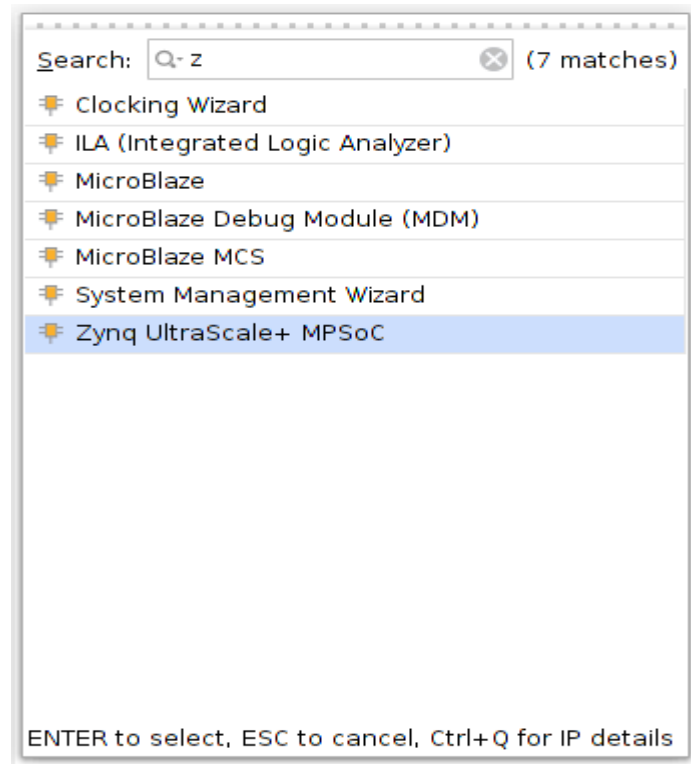 Search: z (7 matches)
Clocking Wizard
ILA (Integrated Logic Analyzer)
MicroBlaze
MicroBlaze Debug Module (MDM)
MicroBlaze MCS
System Management Wizard
Zynq UltraScale+ MPSoC
ENTER to select, ESC to cancel, Ctrl+Q for IP details